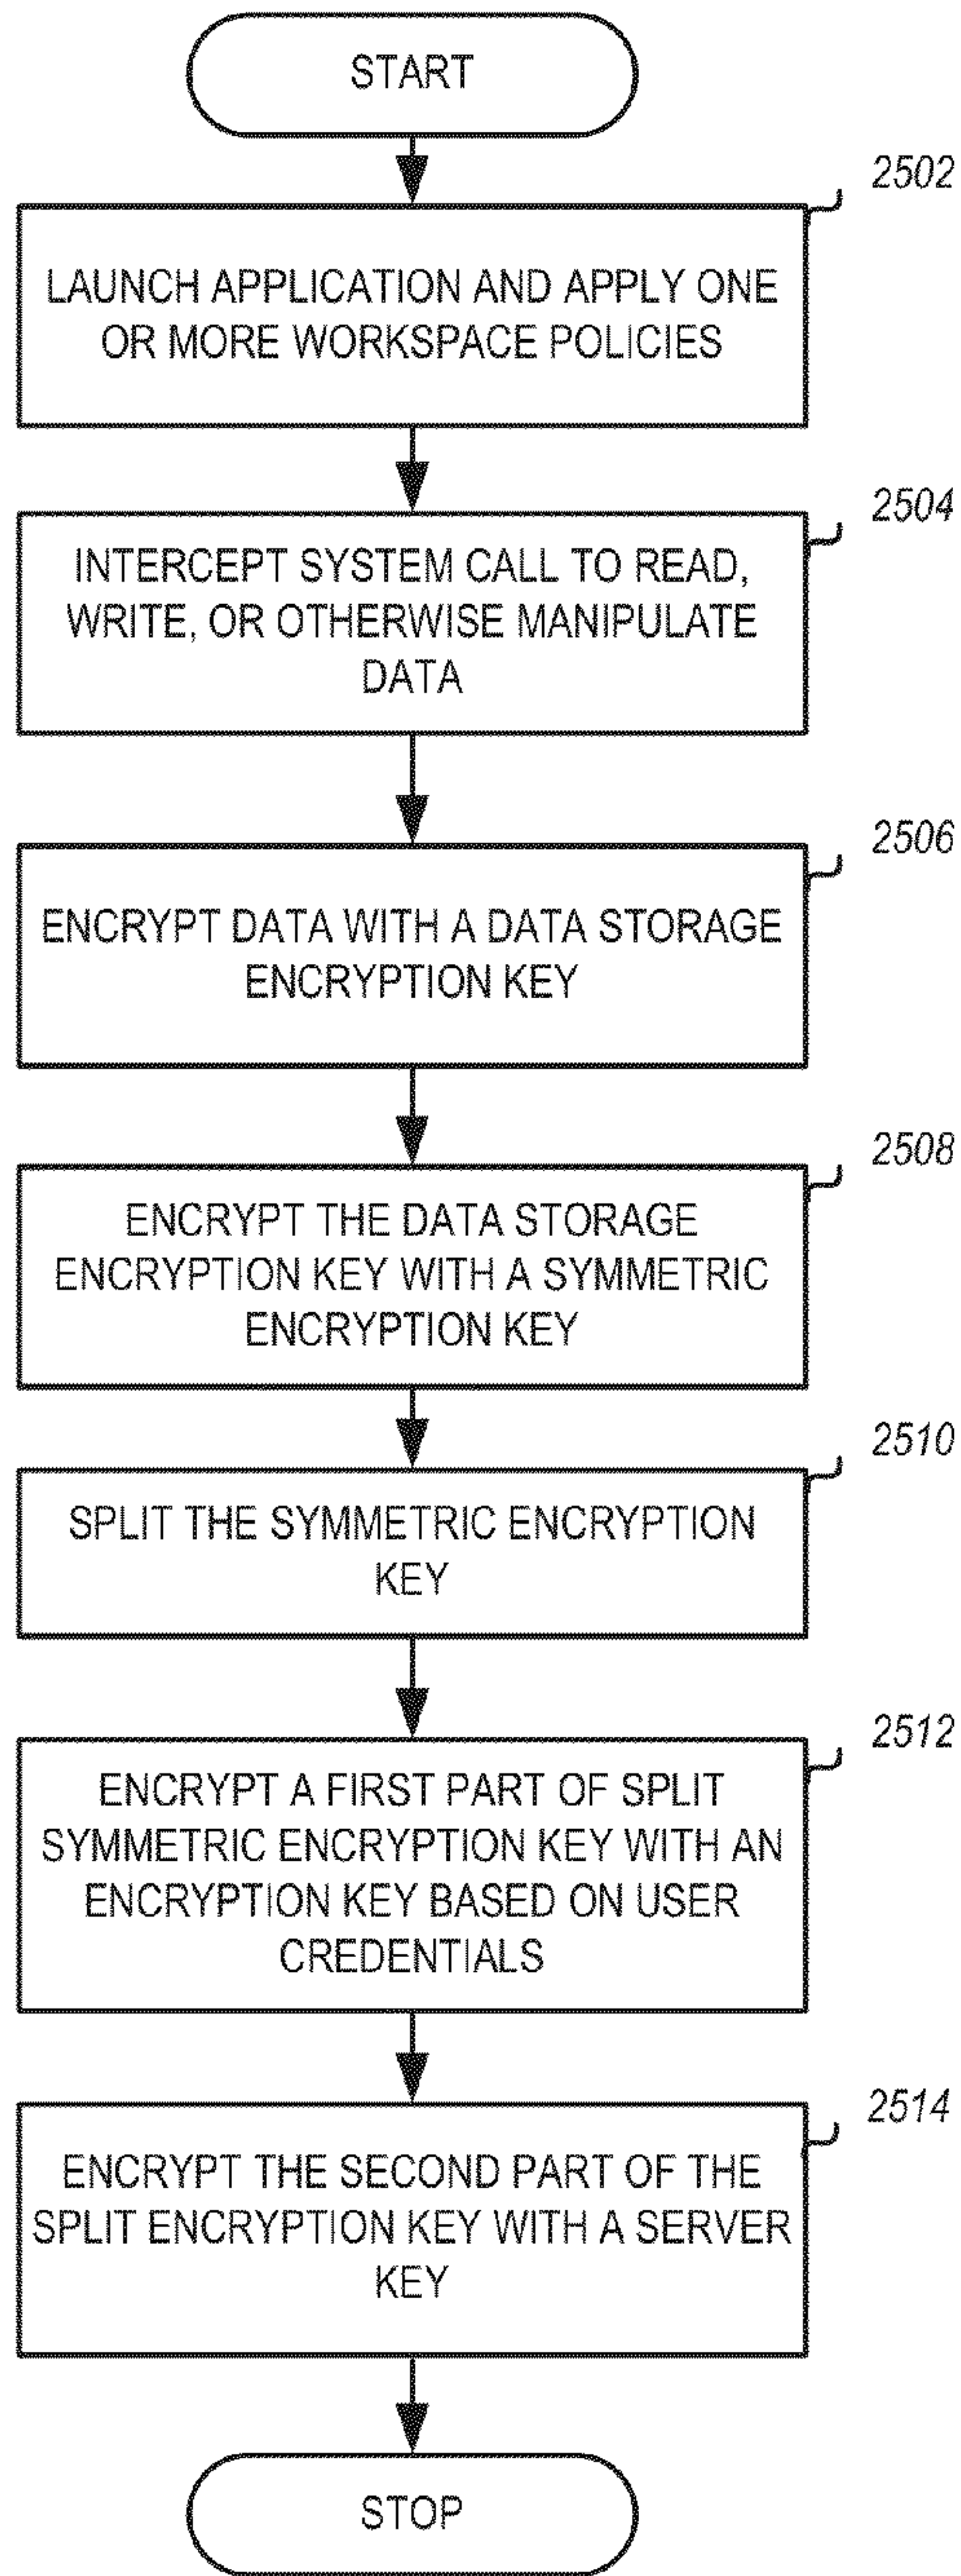 START
2502
LAUNCH APPLICATION AND APPLY ONE
OR MORE WORKSPACE POLICIES
2504
INTERCEPT SYSTEM CALL TO READ,
WRITE, OR OTHERWISE MANIPULATE
DATA
2506
ENCRYPT DATA WITH A DATA STORAGE
ENCRYPTION KEY
2508
ENCRYPT THE DATA STORAGE
ENCRYPTION KEY WITH A SYMMETRIC
ENCRYPTION KEY
2510
SPLIT THE SYMMETRIC ENCRYPTION
KEY
2512
ENCRYPT A FIRST PART OF SPLIT
SYMMETRIC ENCRYPTION KEY WITH AN
ENCRYPTION KEY BASED ON USER
CREDENTIALS
2514
ENCRYPT THE SECOND PART OF THE
SPLIT ENCRYPTION KEY WITH A SERVER
KEY
STOP